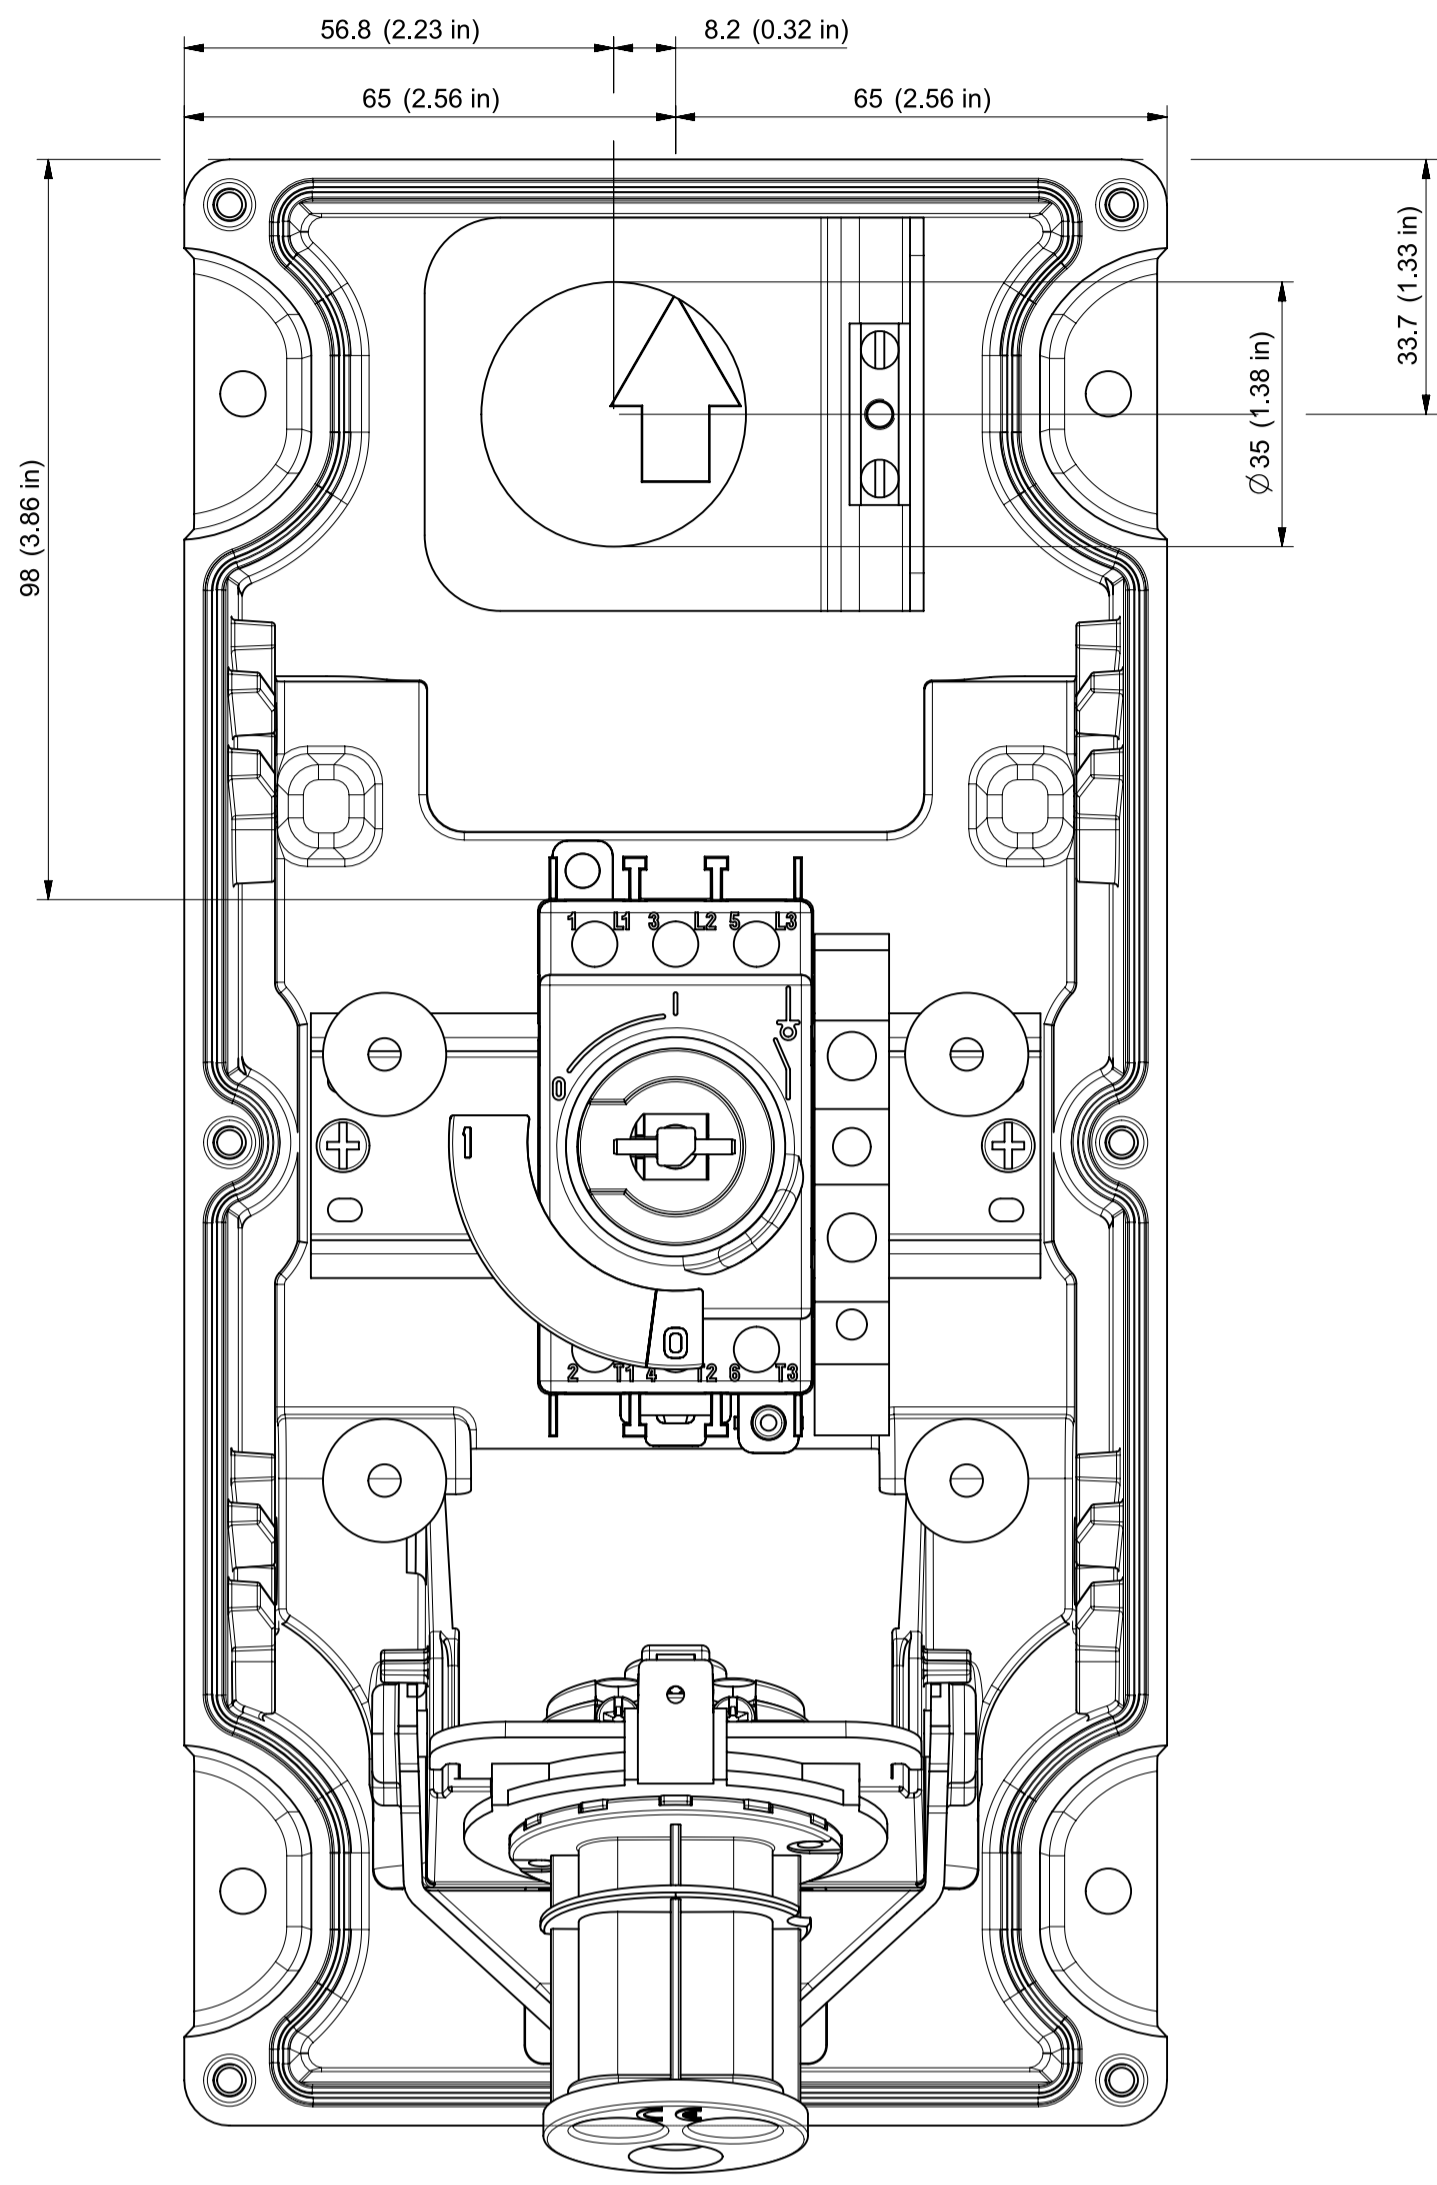 56.8 (2.23 in) 8.2 (0.32 in)
65 (2.56 in) 65 (2.56 in)
33.7 (1.33 in)
Ø35 (1.38 in)
98 (3.86 in)
1 L1 3 L2 5 L3
I
0
1
0
2 T1 4 T2 6 T3